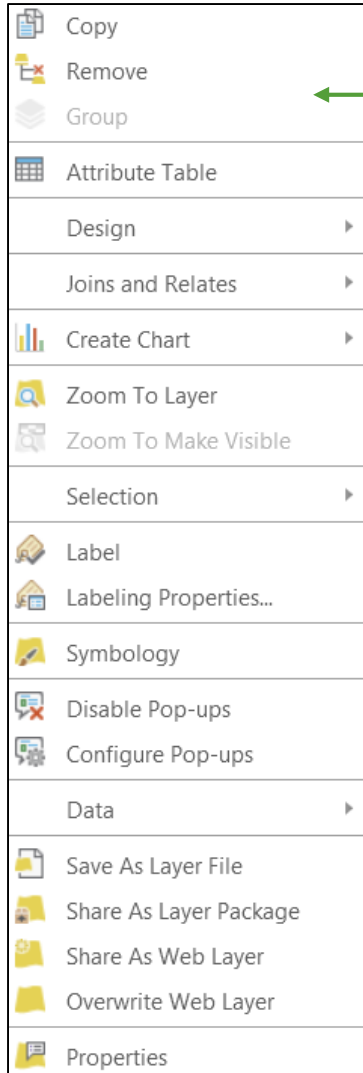 Copy
Remove
Group
Attribute Table
Design
Joins and Relates
Create Chart
Zoom To Layer
Zoom To Make Visible
Selection
Label
Labeling Properties...
Symbology
Disable Pop-ups
Configure Pop-ups
Data
Save As Layer File
Share As Layer Package
Share As Web Layer
Overwrite Web Layer
Properties